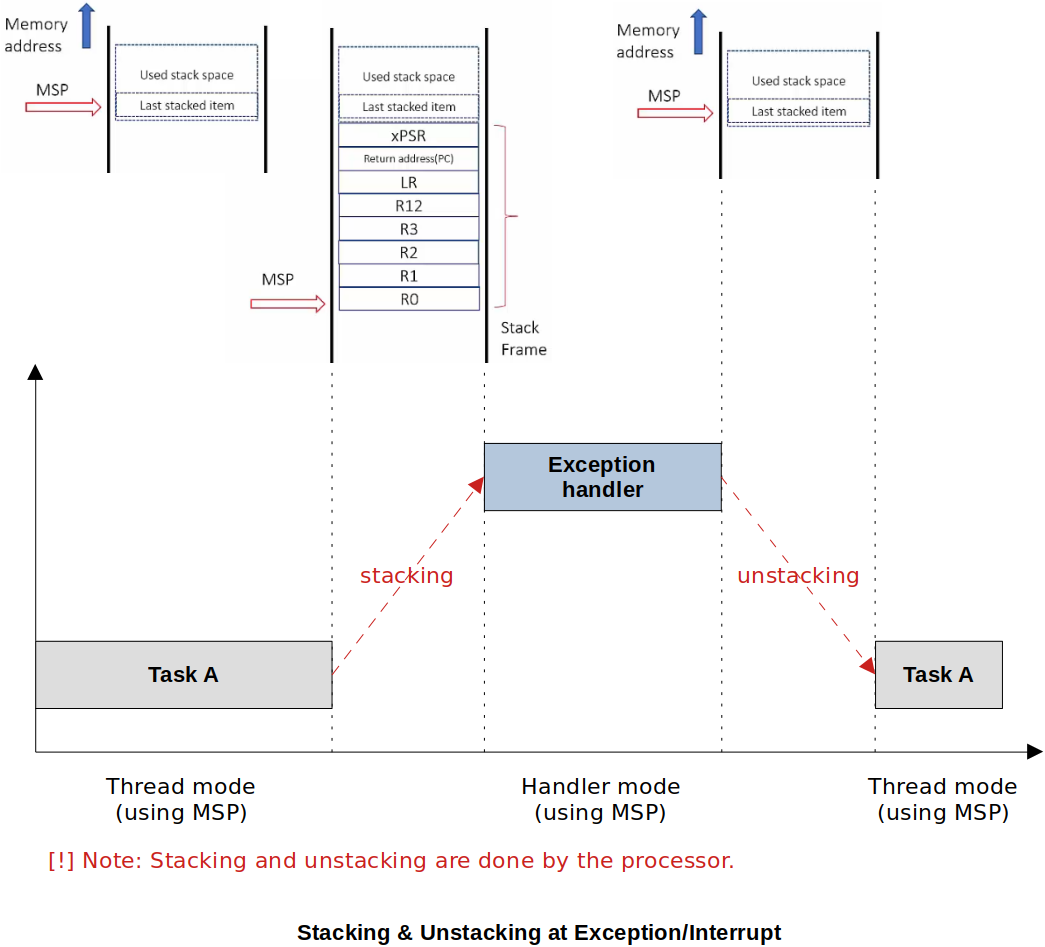 Memory
address
MSP
Used stack space
Last stacked item
Used stack space
Last stacked item
xPSR
Return address(PC)
LR
R12
R3
R2
R1
R0
MSP
Stack
Frame
Memory
address
MSP
Used stack space
Last stacked item
Exception
handler
stacking
unstacking
Task A
Task A
Thread mode
(using MSP)
Handler mode
(using MSP)
Thread mode
(using MSP)
[!] Note: Stacking and unstacking are done by the processor.
Stacking & Unstacking at Exception/Interrupt